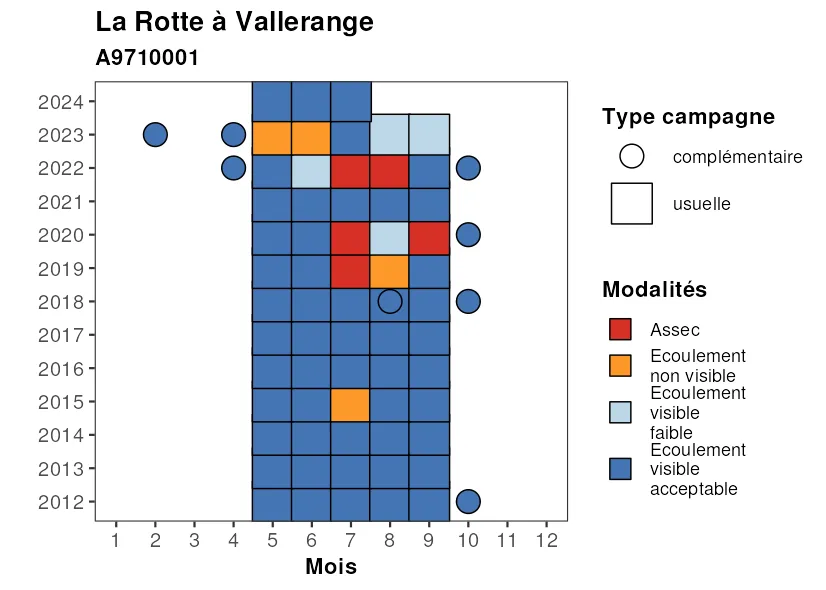 La Rotte à Vallerange
A9710001
2024
2023
2022
2021
2020
2019
2018
2017
2016
2015
2014
2013
2012
1 2 3 4 5 6 7 8 9 10 11 12
Mois
Type campagne
complémentaire
usuelle
Modalités
Assec
Ecoulement
non visible
Ecoulement
visible
faible
Ecoulement
visible
acceptable